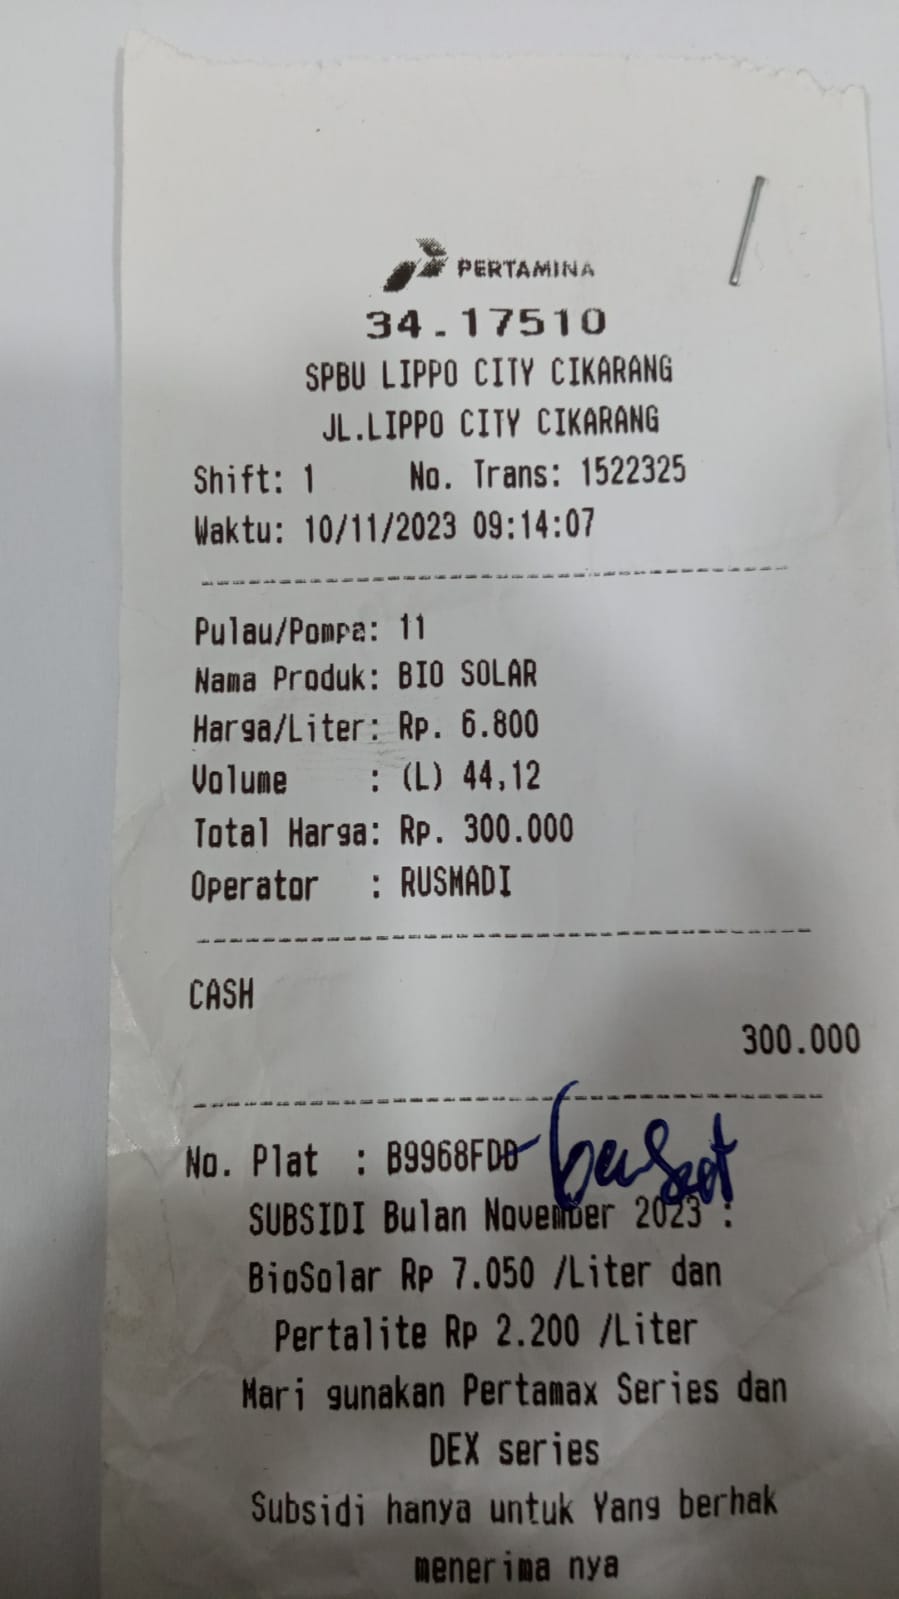 PERTAMINA
34.17510
SPBU LIPPO CITY CIKARANG
JL.LIPPO CITY CIKARANG
Shift: 1 No. Trans: 1522325
Waktu: 10/11/2023 09:14:07
Pulau/Pompa: 11
Nama Produk: BIO SOLAR
Harga/Liter: Rp. 6.800
Volume : (L) 44,12
Total Harga: Rp. 300.000
Operator : RUSMADI
CASH
300.000
No. Plat : B9968FDD
SUBSIDI Bulan November 2023 :
BioSolar Rp 7.050 /Liter dan
Pertalite Rp 2.200 /Liter
Mari gunakan Pertamax Series dan
DEX series
Subsidi hanya untuk Yang berhak
menerima nya